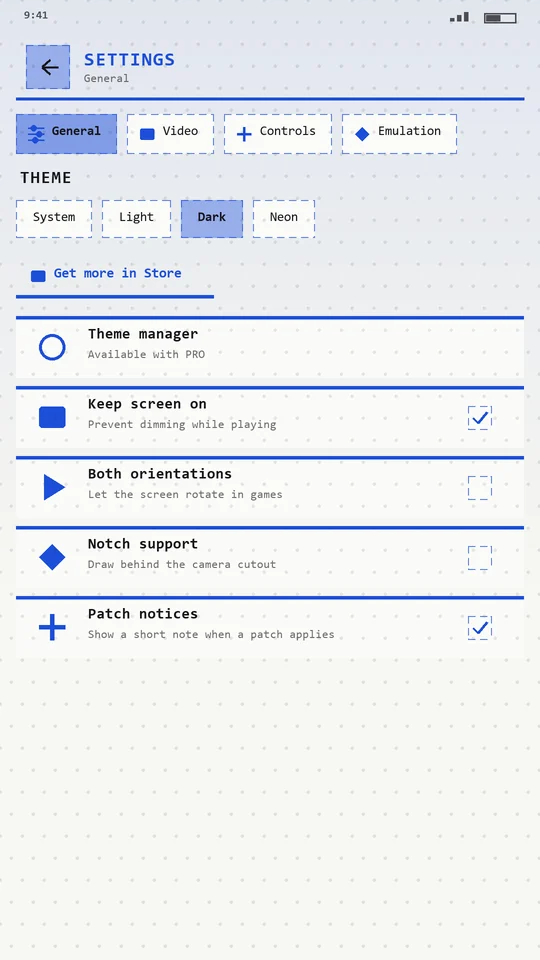 9:41
SETTINGS
General
General
Video
Controls
Emulation
THEME
System
Light
Dark
Neon
Get more in Store
Theme manager
Available with PRO
Keep screen on
Prevent dimming while playing
Both orientations
Let the screen rotate in games
Notch support
Draw behind the camera cutout
Patch notices
Show a short note when a patch applies